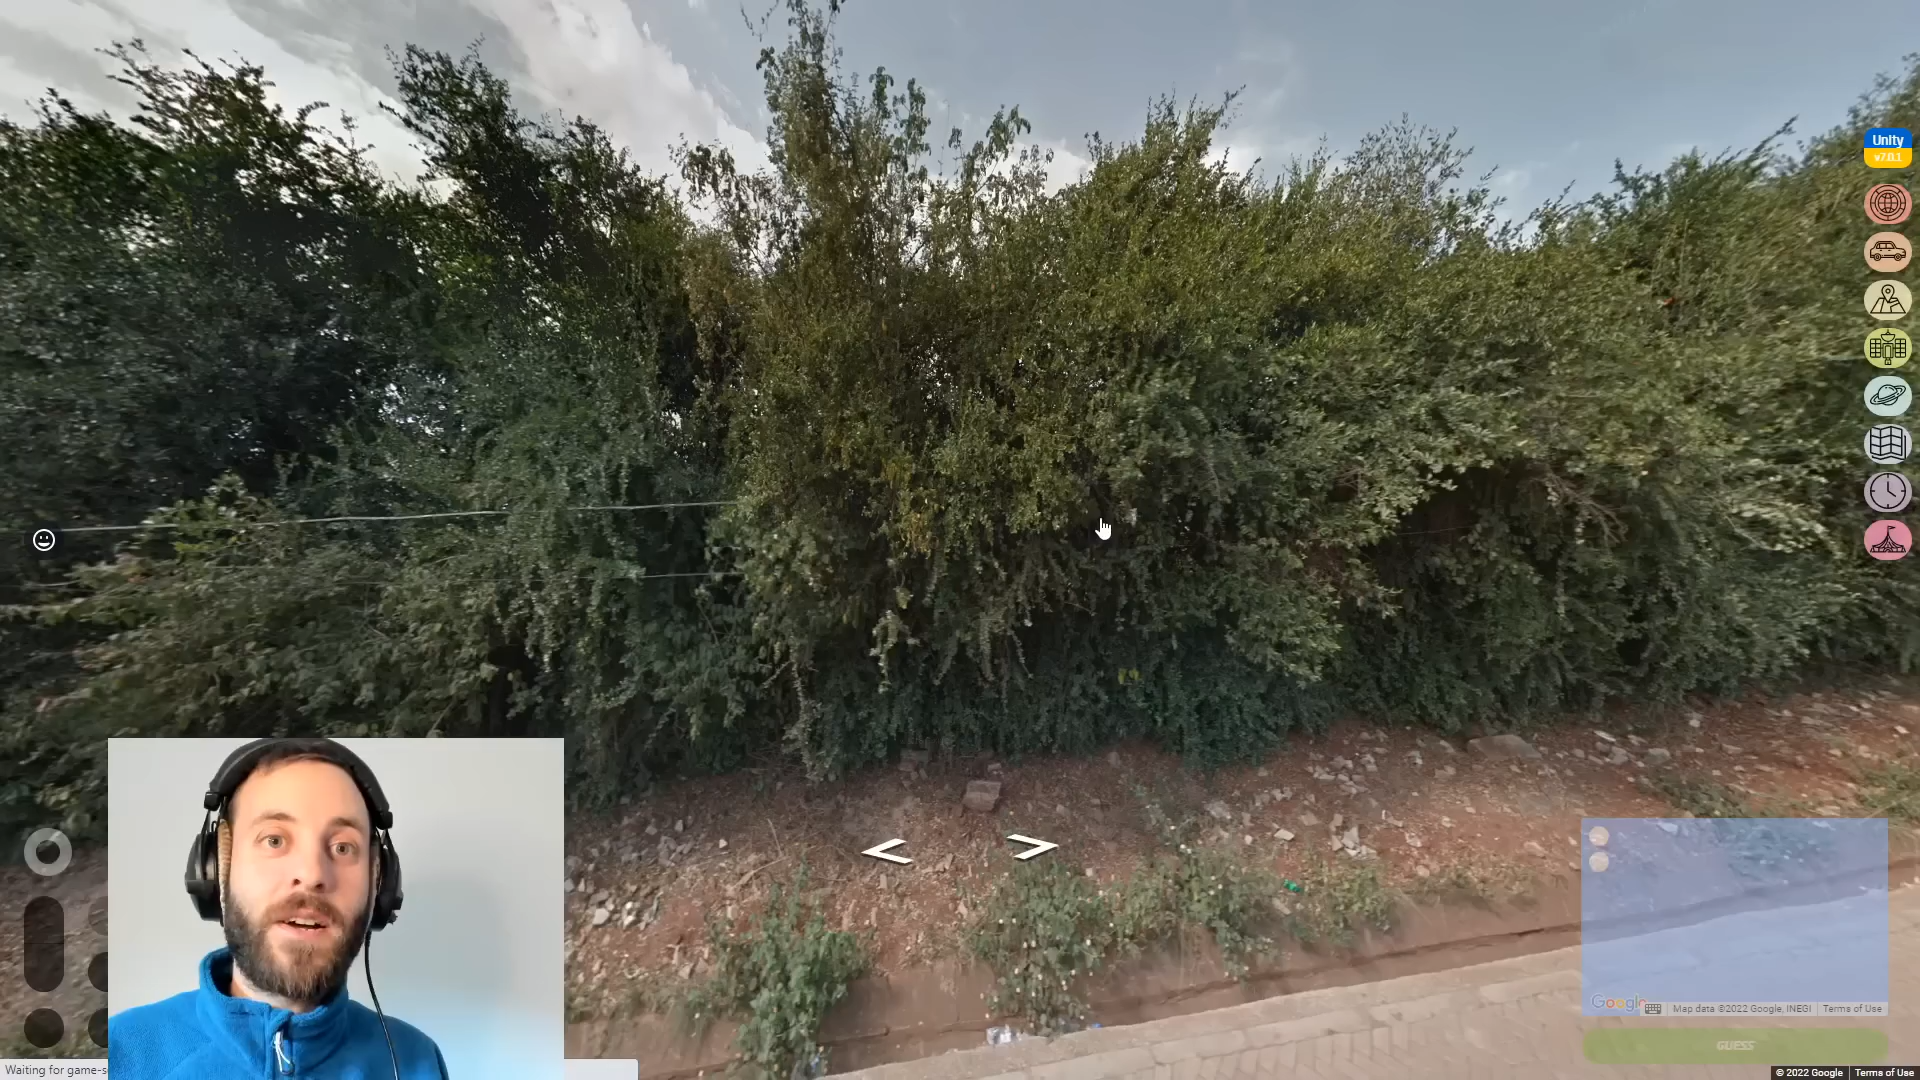 Unity
v7.0.1
Google
Map data ©2022 Google, INEGI
Terms of Use
GUESS
Waiting for game-s
© 2022 Google
Terms of Use